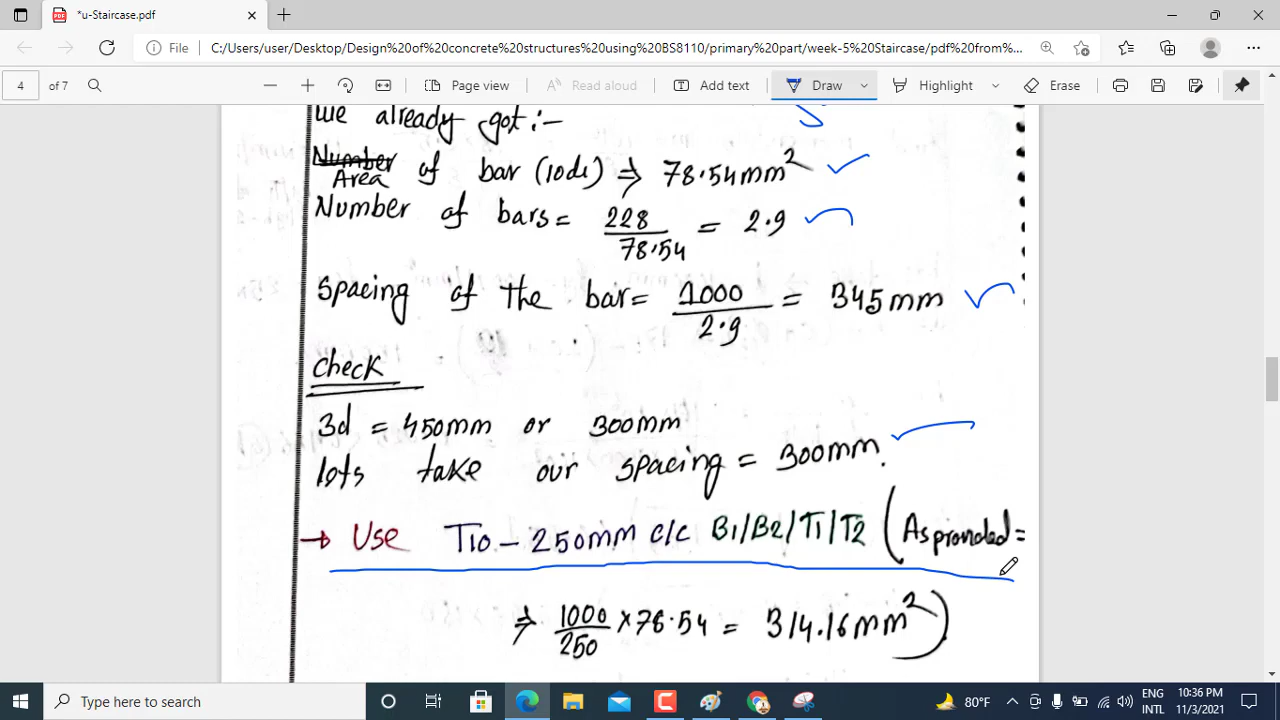 *u-Staircase.pdf
File C:/Users/user/Desktop/Design%20of%20concrete%20structures%20using%20BS8110/primary%20part/week-5%20Staircase/pdf%20from%...
4 of 7 Page view Read aloud Add text Draw Highlight Erase
we already got:-
Number of bar (10di) ⇒ 78.54mm²
Area
Number of bars = 228/78.54 = 2.9
Spacing of the bar = 1000/2.9 = 345mm
Check
3d = 450mm or 300mm
lets take our spacing = 300mm.
→ Use T10 - 250mm c/c B1/B2/T1/T2 (As provided =
⇒ 1000/250 × 78.54 = 314.16mm²)
Type here to search
80°F
ENG 10:36 PM
INTL 11/3/2021